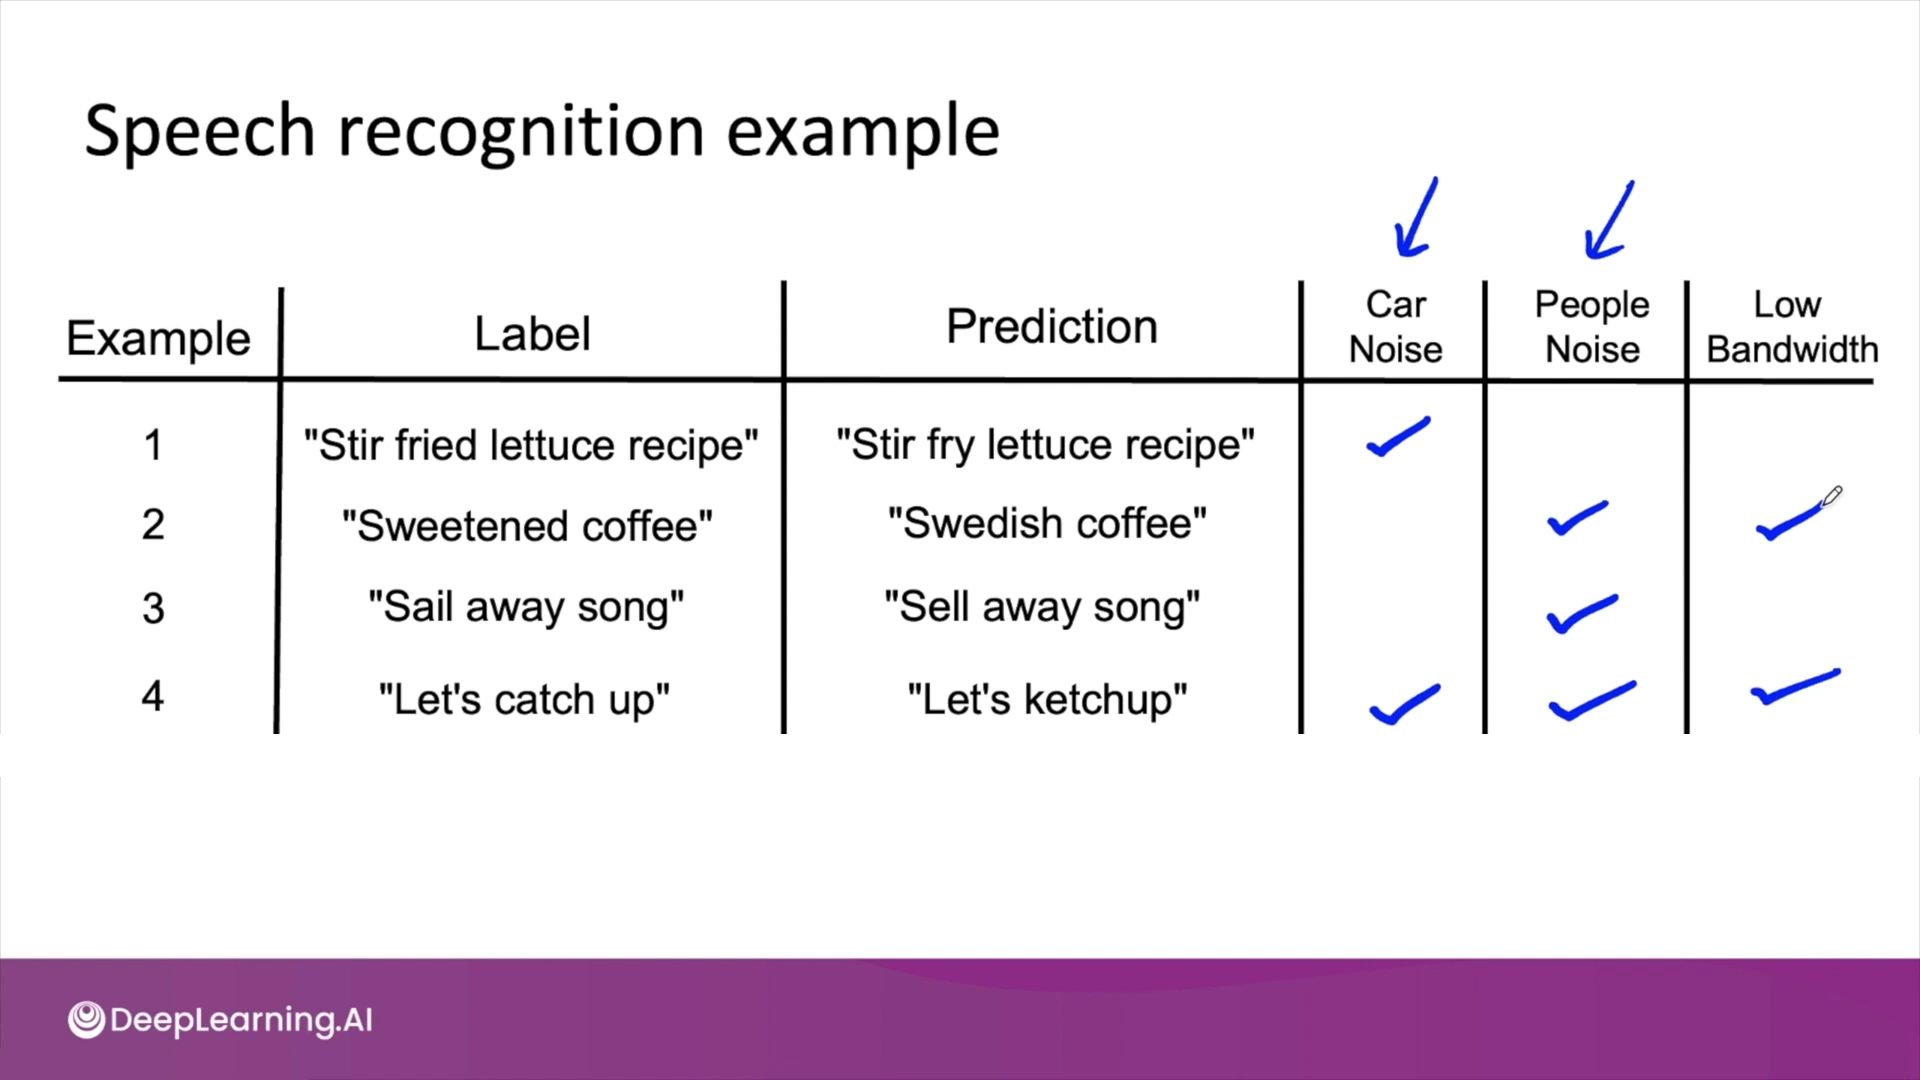 Speech recognition example
Example Label Prediction Car Noise People Noise Low Bandwidth
1 "Stir fried lettuce recipe" "Stir fry lettuce recipe" ✓
2 "Sweetened coffee" "Swedish coffee" ✓ ✓
3 "Sail away song" "Sell away song" ✓
4 "Let's catch up" "Let's ketchup" ✓ ✓ ✓
DeepLearning.AI